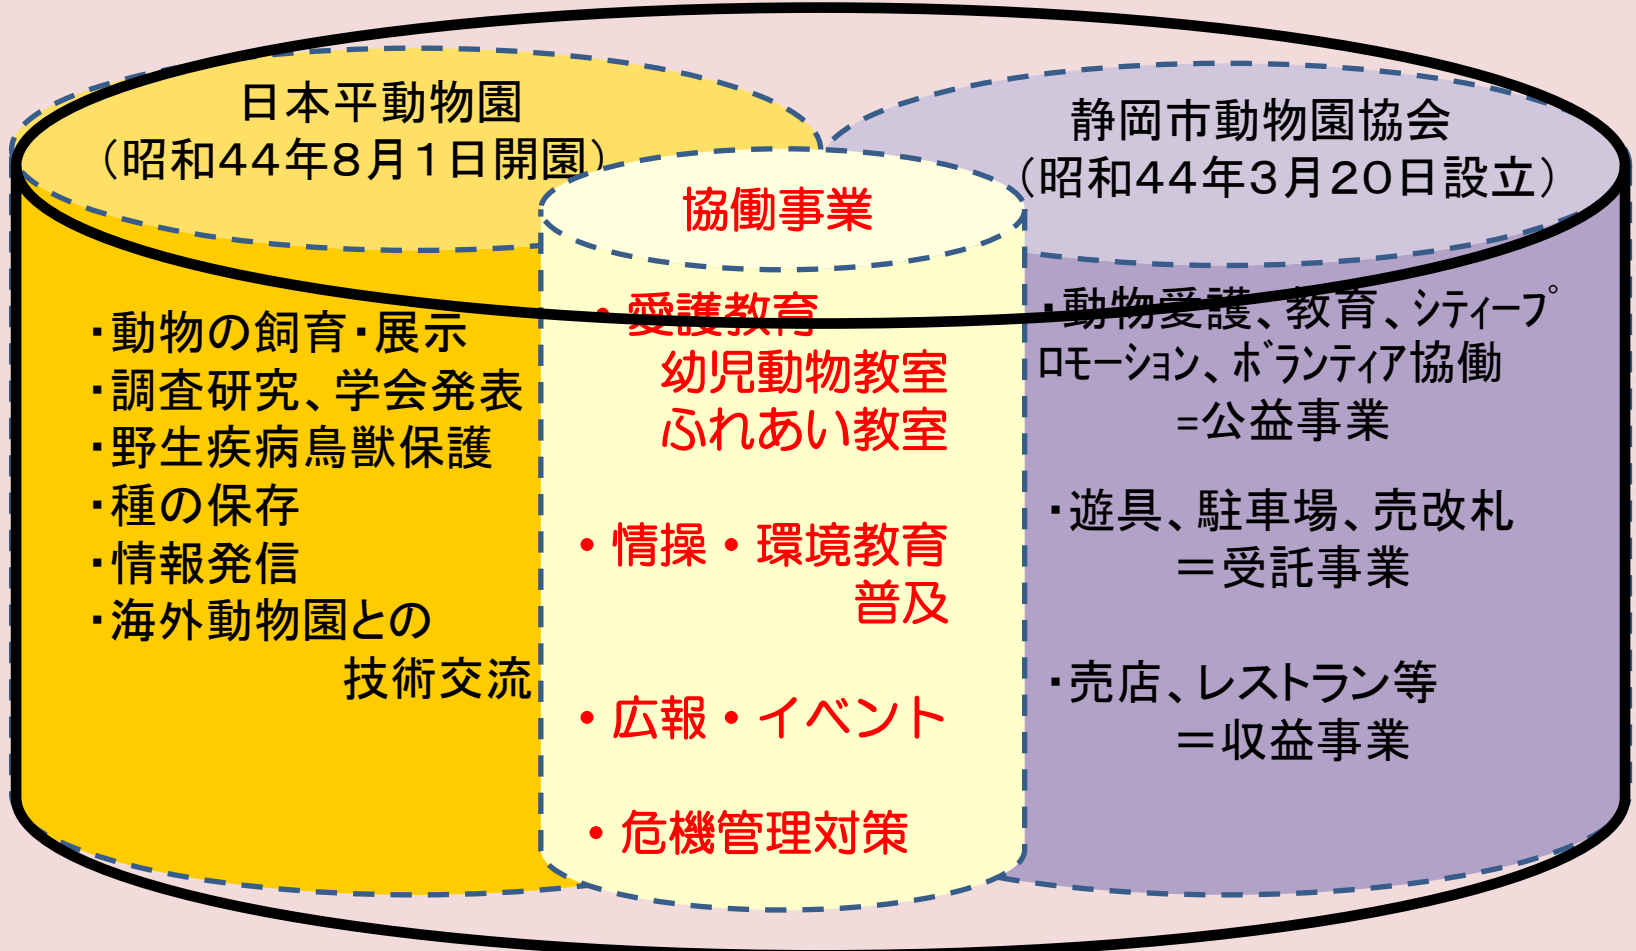 日本平動物園
（昭和４４年８月１日開園）
・動物の飼育・展示
・調査研究、学会発表
・野生疾病鳥獣保護
・種の保存
・情報発信
・海外動物園との
技術交流
協働事業
・愛護教育
幼児動物教室
ふれあい教室
・情操・環境教育
普及
・広報・イベント
・危機管理対策
静岡市動物園協会
（昭和４４年３月２０日設立）
・動物愛護、教育、ｼﾃｨｰﾌﾟ
ﾛﾓｰｼｮﾝ、ﾎﾞﾗﾝﾃｨｱ協働
=公益事業
・遊具、駐車場、売改札
＝受託事業
・売店、レストラン等
＝収益事業